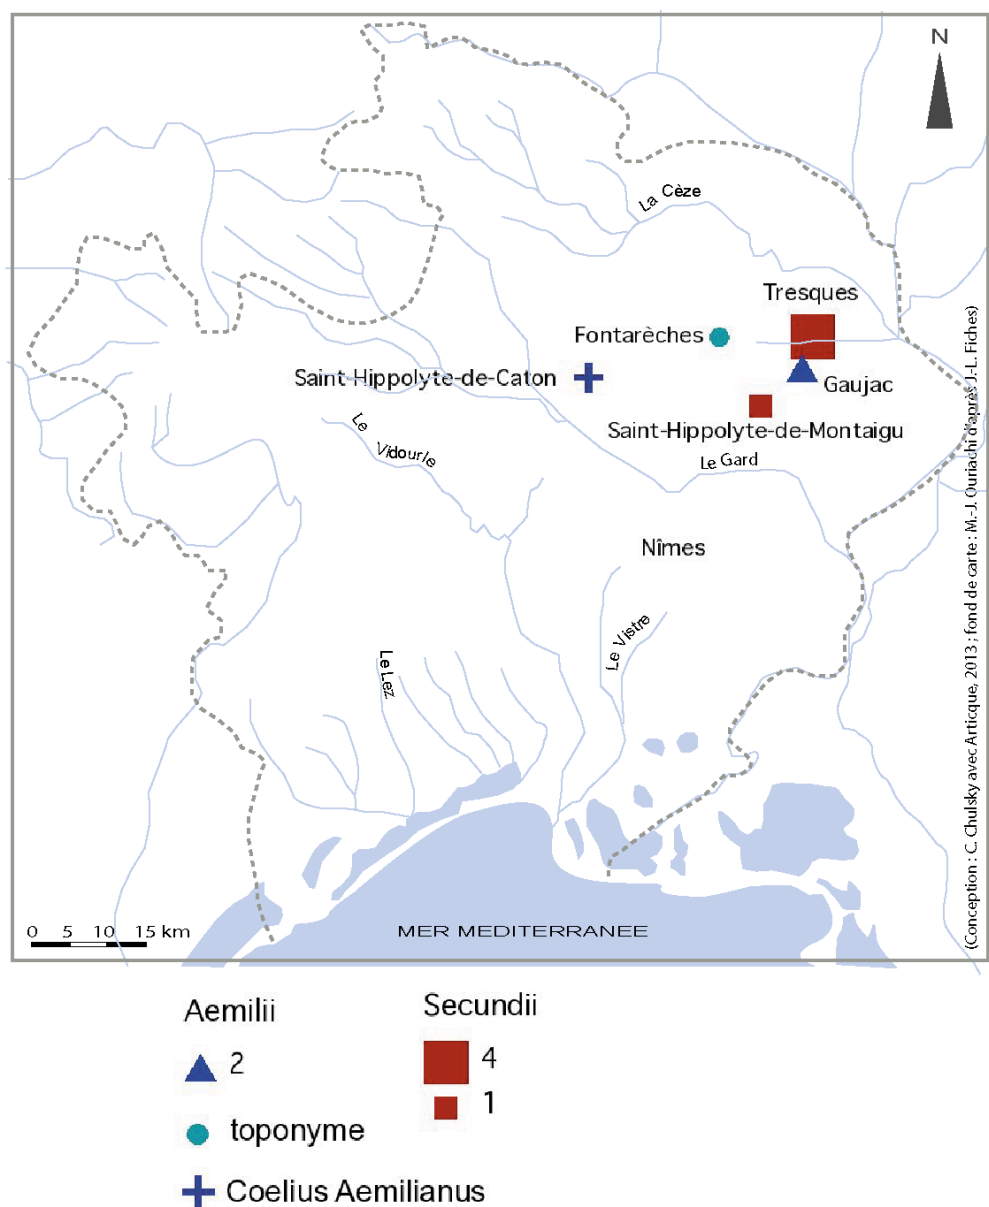 N
La Cèze
Tresques
Fontarèches
Saint-Hippolyte-de-Caton
Gaujac
Saint-Hippolyte-de-Montaigu
Le Vidourle
Le Gard
Nîmes
Le Vistre
Le Lez
0 5 10 15 km
MER MEDITERRANEE
(Conception : C. Chulsky avec Articque, 2013 ; fond de carte : M.-J. Ouriachi d'après J.-L. Fiches)
Aemilii
2
toponyme
Coelius Aemilianus
Secundii
4
1